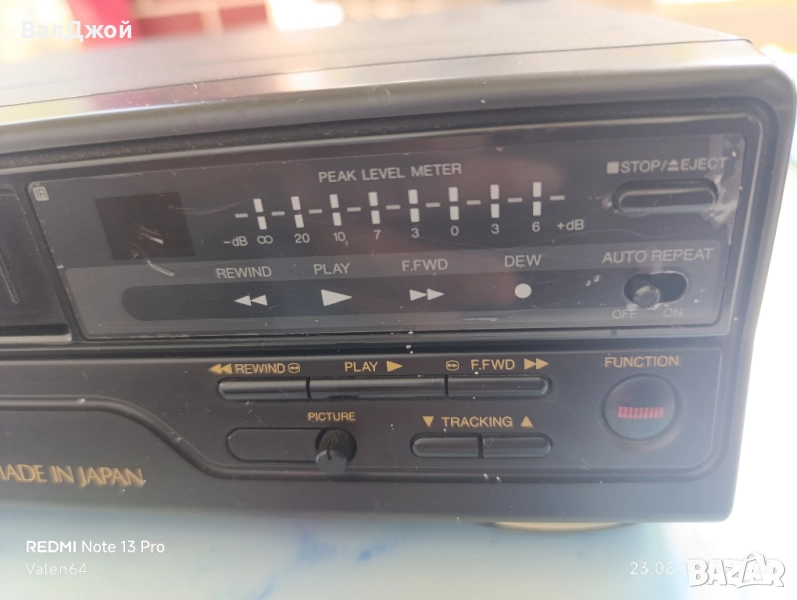 ВалДжой
PEAK LEVEL METER
■STOP/⏏EJECT
-dB ∞ 20 10 7 3 0 3 6 +dB
REWIND PLAY F.FWD DEW
AUTO REPEAT
OFF ON
◀◀ REWIND PLAY ▶ F.FWD ▶▶
FUNCTION
PICTURE
▼ TRACKING ▲
MADE IN JAPAN
REDMI Note 13 Pro
Valen64
23.08
BAZAR